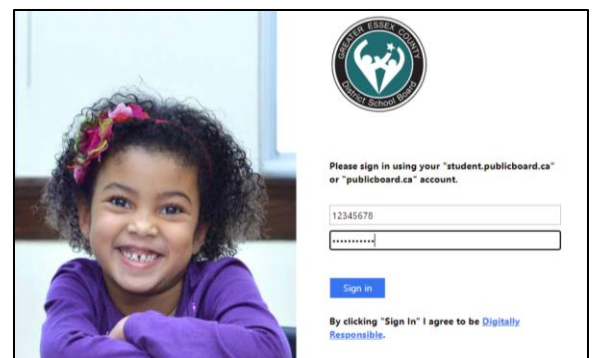 GREATER ESSEX COUNTY
District School Board
Please sign in using your "student.publicboard.ca"
or "publicboard.ca" account.
12345678
•••••••••••
Sign in
By clicking "Sign In" I agree to be Digitally
Responsible.